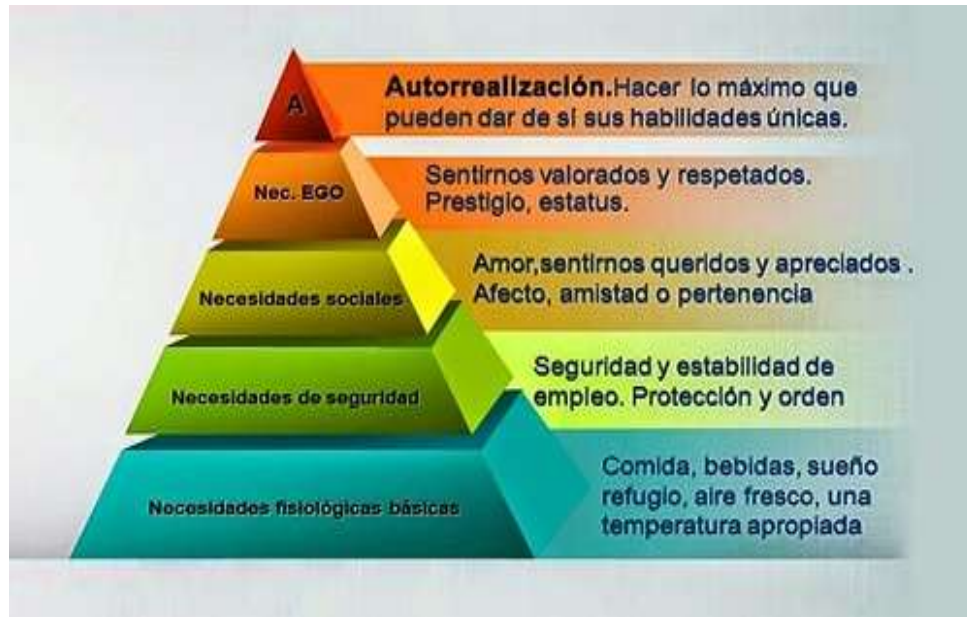 A
Autorrealización.Hacer lo máximo que
pueden dar de sí sus habilidades únicas.
Nec. EGO
Sentirnos valorados y respetados.
Prestigio, estatus.
Necesidades sociales
Amor,sentirnos queridos y apreciados .
Afecto, amistad o pertenencia
Necesidades de seguridad
Seguridad y estabilidad de
empleo. Protección y orden
Necesidades fisiológicas básicas
Comida, bebidas, sueño
refugio, aire fresco, una
temperatura apropiada